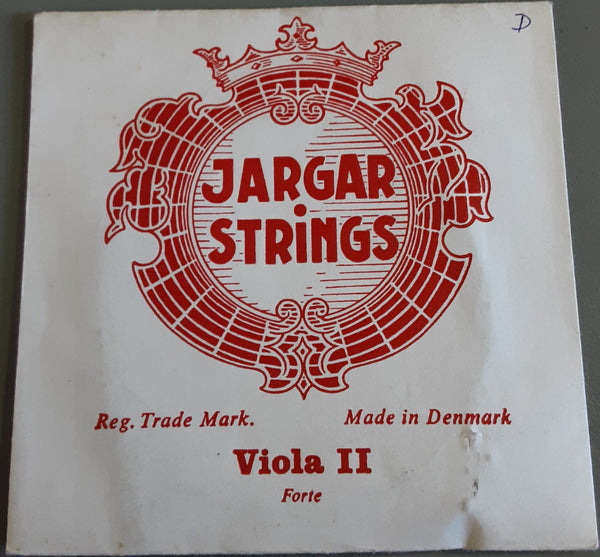 D
JARGAR
STRiNGS
Reg. Trade Mark. Made in Denmark
Viola II
Forte